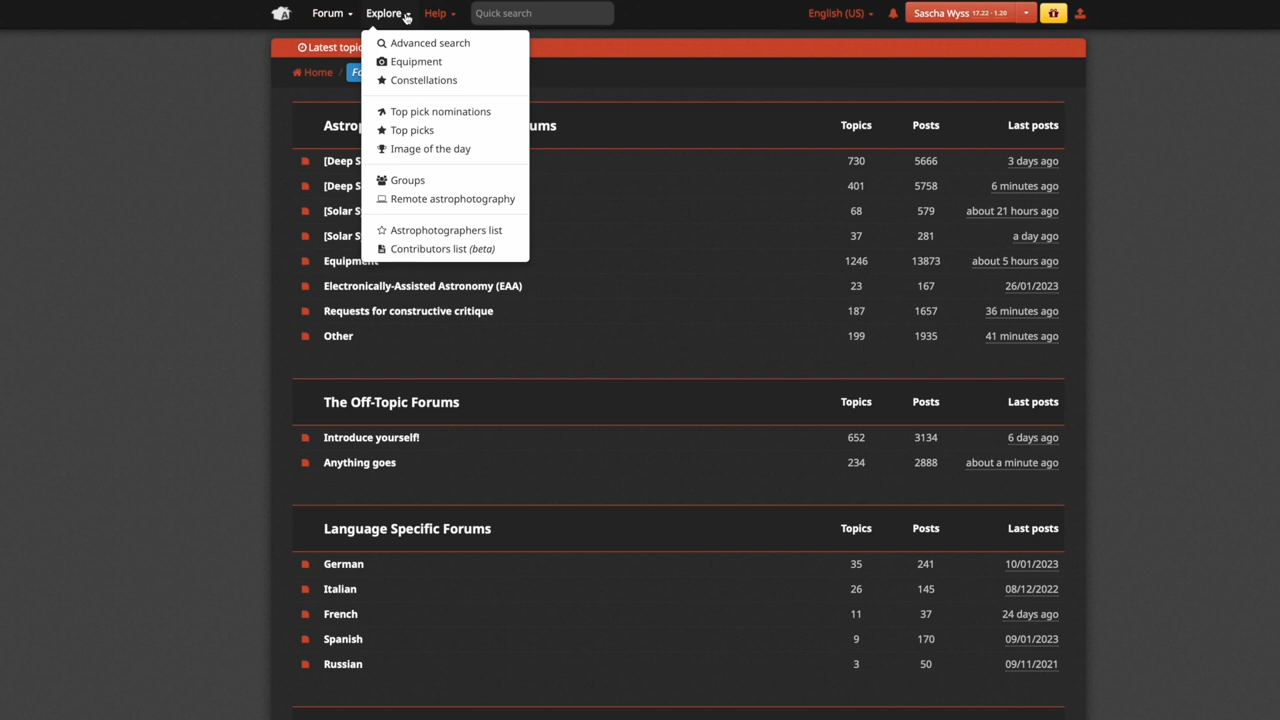 Forum Explore Help Quick search English (US) Sascha Wyss 17.22 · 1.20
Latest topic
Home / Fo
Advanced search
Equipment
Constellations
Top pick nominations
Top picks
Image of the day
Groups
Remote astrophotography
Astrophotographers list
Contributors list (beta)
Astrop ums Topics Posts Last posts
[Deep S 730 5666 3 days ago
[Deep S 401 5758 6 minutes ago
[Solar S 68 579 about 21 hours ago
[Solar S 37 281 a day ago
Equipment 1246 13873 about 5 hours ago
Electronically-Assisted Astronomy (EAA) 23 167 26/01/2023
Requests for constructive critique 187 1657 36 minutes ago
Other 199 1935 41 minutes ago
The Off-Topic Forums Topics Posts Last posts
Introduce yourself! 652 3134 6 days ago
Anything goes 234 2888 about a minute ago
Language Specific Forums Topics Posts Last posts
German 35 241 10/01/2023
Italian 26 145 08/12/2022
French 11 37 24 days ago
Spanish 9 170 09/01/2023
Russian 3 50 09/11/2021